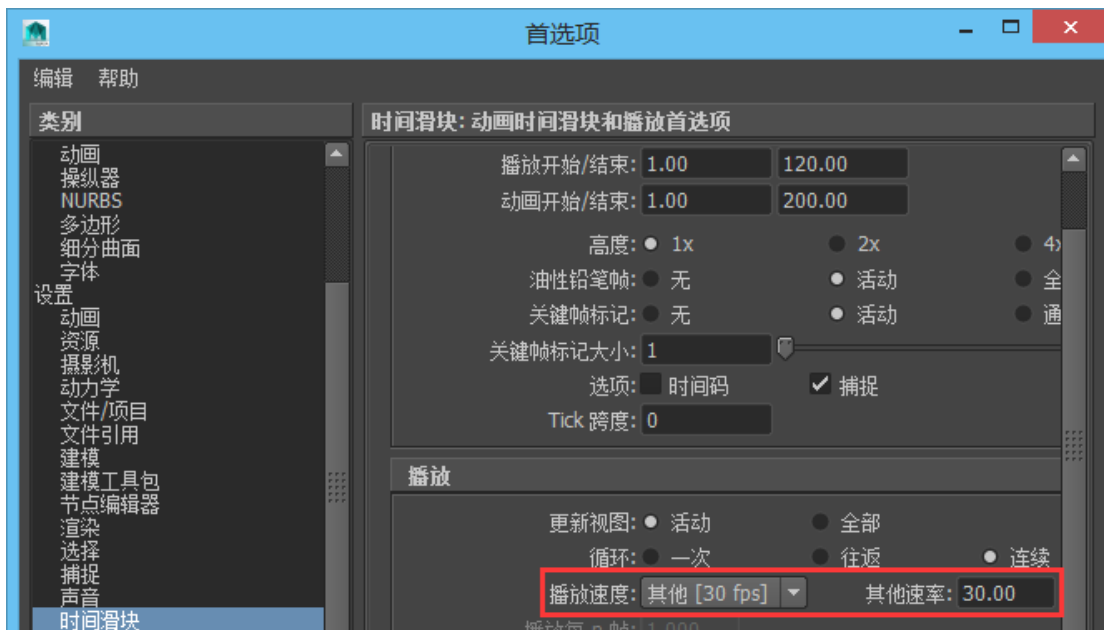 首选项
编辑 帮助
类别
动画
操纵器
NURBS
多边形
细分曲面
字体
设置
动画
资源
摄影机
动力学
文件/项目
文件引用
建模
建模工具包
节点编辑器
渲染
选择
捕捉
声音
时间滑块
时间滑块: 动画时间滑块和播放首选项
播放开始/结束: 1.00 120.00
动画开始/结束: 1.00 200.00
高度: 1x 2x 4x
油性铅笔帧: 无 活动 全
关键帧标记: 无 活动 通
关键帧标记大小: 1
选项: 时间码 捕捉
Tick 跨度: 0
播放
更新视图: 活动 全部
循环: 一次 往返 连续
播放速度: 其他 [30 fps] 其他速率: 30.00
播放每 n 帧: 1.000